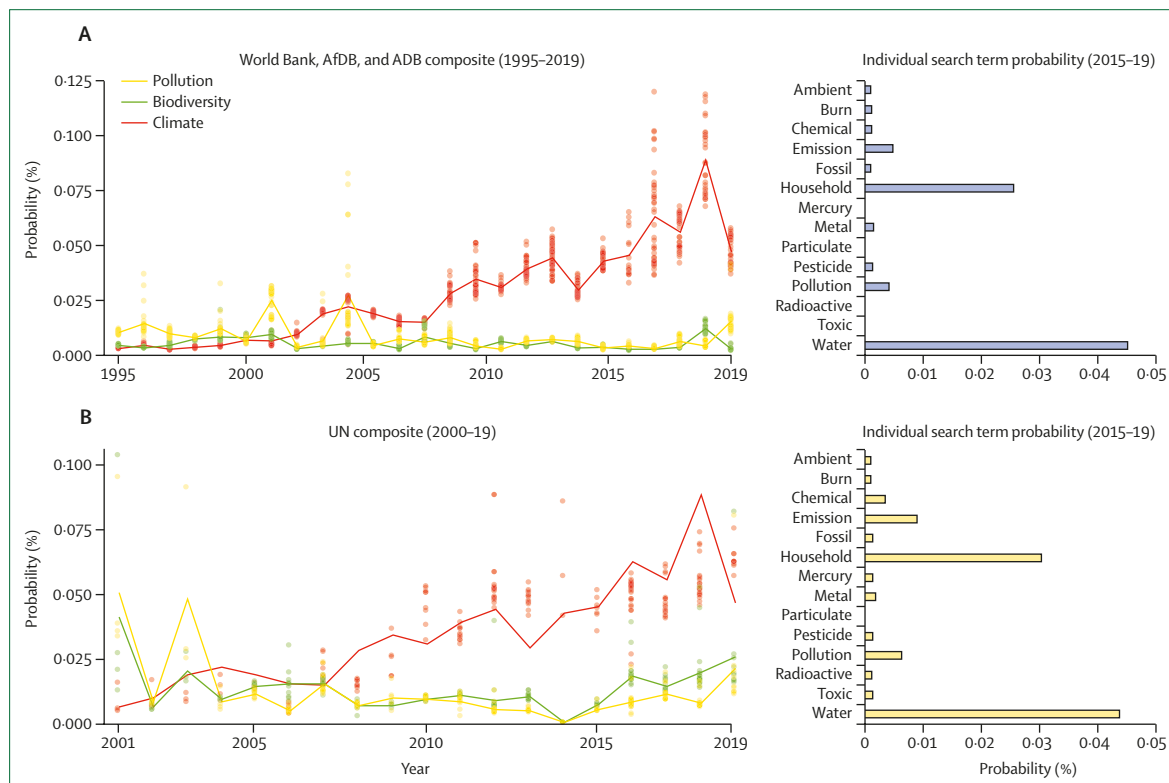 A
World Bank, AfDB, and ADB composite (1995–2019)
Pollution
Biodiversity
Climate
Probability (%)
0·125
0·100
0·075
0·050
0·025
0·000
1995
2000
2005
2010
2015
2019
Individual search term probability (2015–19)
Ambient
Burn
Chemical
Emission
Fossil
Household
Mercury
Metal
Particulate
Pesticide
Pollution
Radioactive
Toxic
Water
0
0·01
0·02
0·03
0·04
0·05
B
UN composite (2000–19)
Probability (%)
0·100
0·075
0·050
0·025
0·000
2001
2005
2010
2015
2019
Year
Individual search term probability (2015–19)
Ambient
Burn
Chemical
Emission
Fossil
Household
Mercury
Metal
Particulate
Pesticide
Pollution
Radioactive
Toxic
Water
0
0·01
0·02
0·03
0·04
0·05
Probability (%)